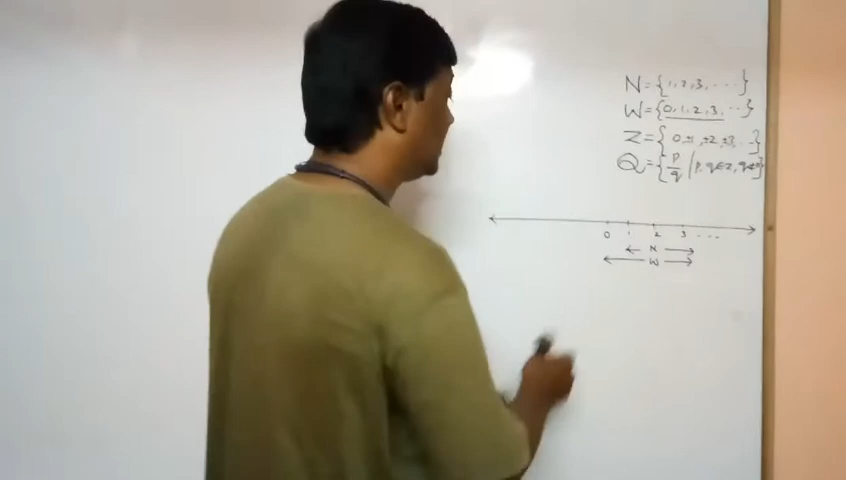 N = {1, 2, 3, ...}
W = {0, 1, 2, 3, ...}
Z = {0, ±1, ±2, ±3, ...}
Q = {p/q | p, q ∈ Z, q ≠ 0}
0 1 2 3 ....
N
W